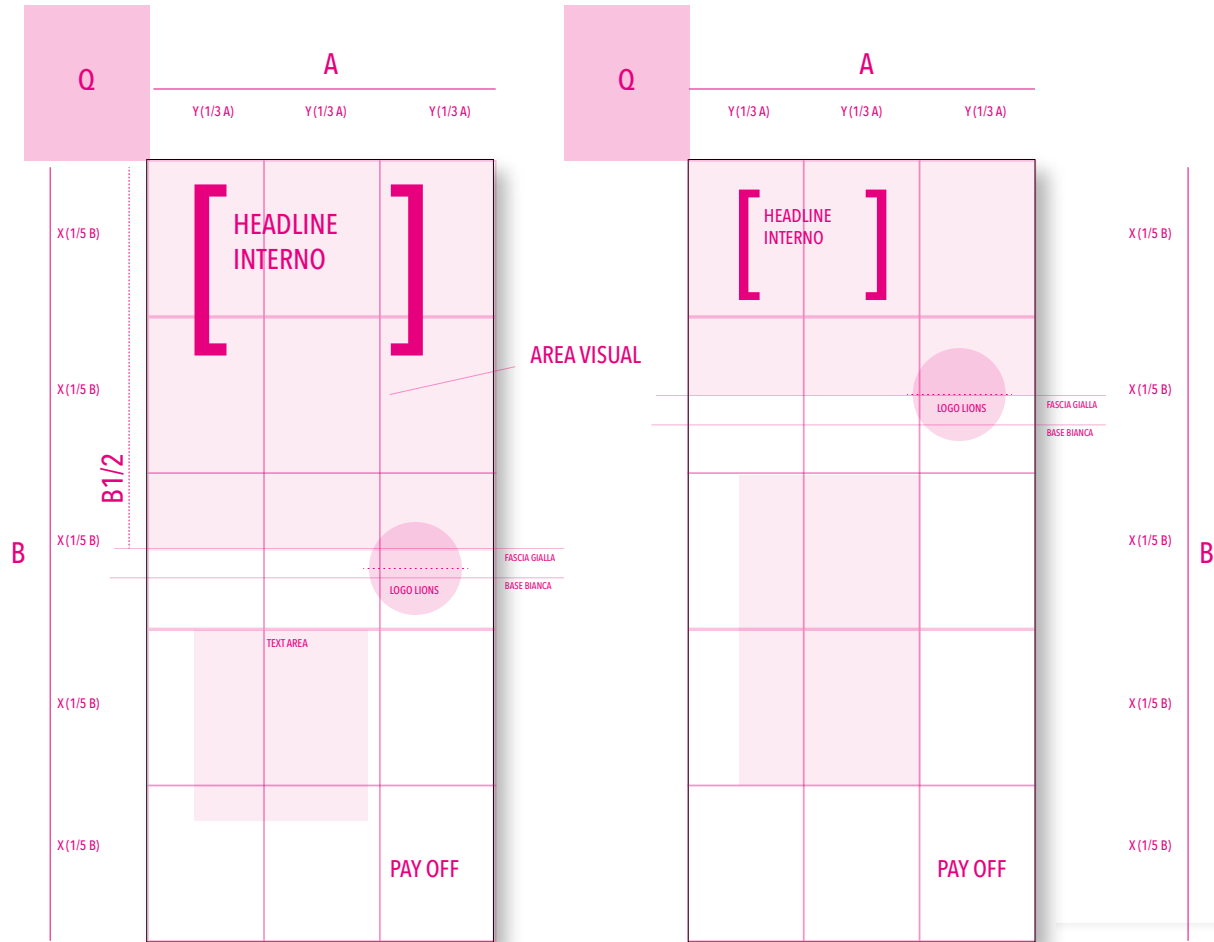 Q
A
Y (1/3 A)
Y (1/3 A)
Y (1/3 A)
HEADLINE
INTERNO
X (1/5 B)
X (1/5 B)
AREA VISUAL
B1/2
B
X (1/5 B)
FASCIA GIALLA
LOGO LIONS
BASE BIANCA
TEXT AREA
X (1/5 B)
X (1/5 B)
PAY OFF
Q
A
Y (1/3 A)
Y (1/3 A)
Y (1/3 A)
HEADLINE
INTERNO
X (1/5 B)
X (1/5 B)
LOGO LIONS
FASCIA GIALLA
BASE BIANCA
X (1/5 B)
B
X (1/5 B)
X (1/5 B)
PAY OFF